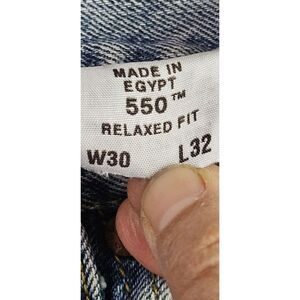 MADE IN
EGYPT
550™
RELAXED FIT
W30 L32